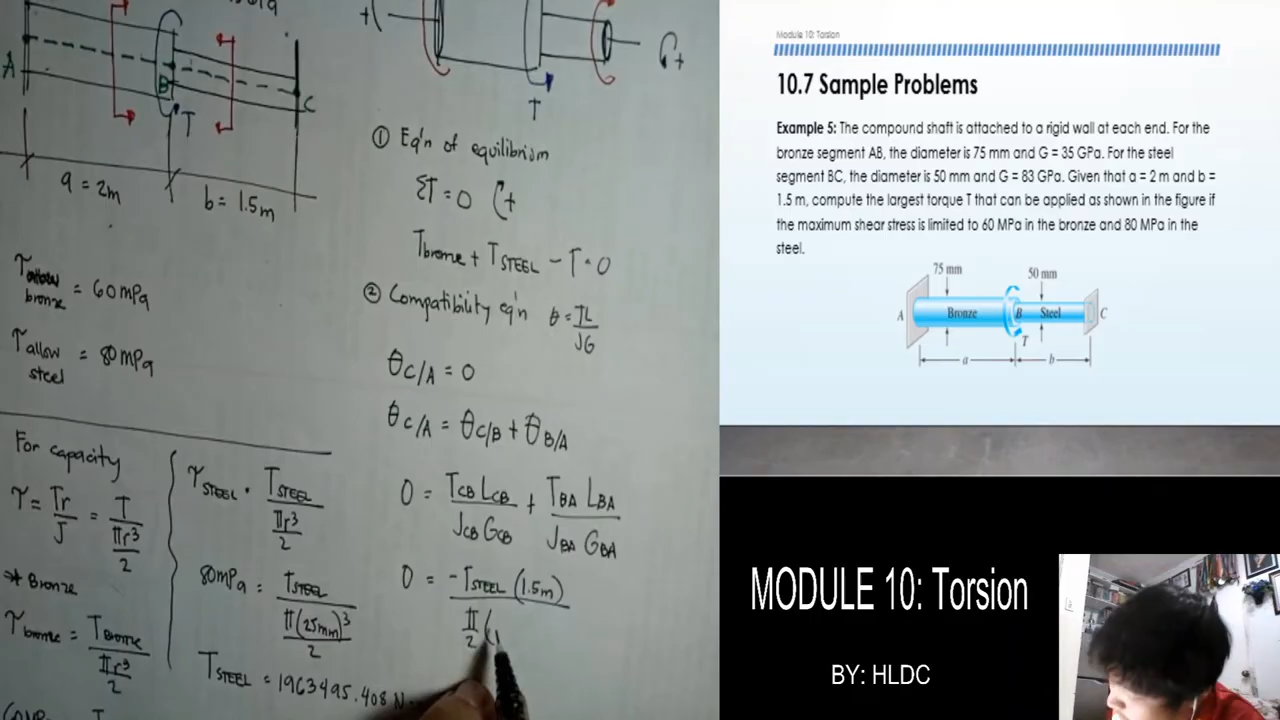 A
B
T
C
a = 2m
b = 1.5m
τ allow bronze = 60 mPa
τ allow steel = 80 mPa
For capacity
τ = Tr/J = T/(πr³/2)
* Bronze
τ bronze = T bronze/(πr³/2)
τ STEEL = T STEEL/(πr³/2)
80 mPa = T STEEL/(π(25mm)³/2)
T STEEL = 1963495.408 N
+
T
+
① Eq'n of equilibrium
ΣT = 0 +
T bronze + T STEEL - T = 0
② Compatibility eq'n θ = TL/JG
θ C/A = 0
θ C/A = θ C/B + θ B/A
0 = T CB L CB/J CB G CB + T BA L BA/J BA G BA
0 = -T STEEL (1.5m)
π/2 (
Module 10: Torsion
10.7 Sample Problems
Example 5: The compound shaft is attached to a rigid wall at each end. For the
bronze segment AB, the diameter is 75 mm and G = 35 GPa. For the steel
segment BC, the diameter is 50 mm and G = 83 GPa. Given that a = 2 m and b =
1.5 m, compute the largest torque T that can be applied as shown in the figure if
the maximum shear stress is limited to 60 MPa in the bronze and 80 MPa in the
steel.
75 mm
50 mm
A
Bronze
B
Steel
C
T
a
b
MODULE 10: Torsion
BY: HLDC